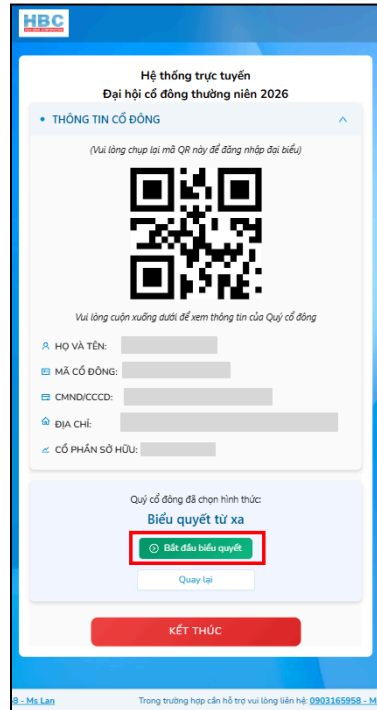 HBC
Hệ thống trực tuyến
Đại hội cổ đông thường niên 2026
THÔNG TIN CỔ ĐÔNG
(Vui lòng chụp lại mã QR này để đăng nhập đại biểu)
Vui lòng cuộn xuống dưới để xem thông tin của Quý cổ đông
HỌ VÀ TÊN:
MÃ CỔ ĐÔNG:
CMND/CCCD:
ĐỊA CHỈ:
CỔ PHẦN SỞ HỮU:
Quý cổ đông đã chọn hình thức:
Biểu quyết từ xa
Bắt đầu biểu quyết
Quay lại
KẾT THÚC
8 - Ms Lan Trong trường hợp cần hỗ trợ vui lòng liên hệ: 0903165958 - M